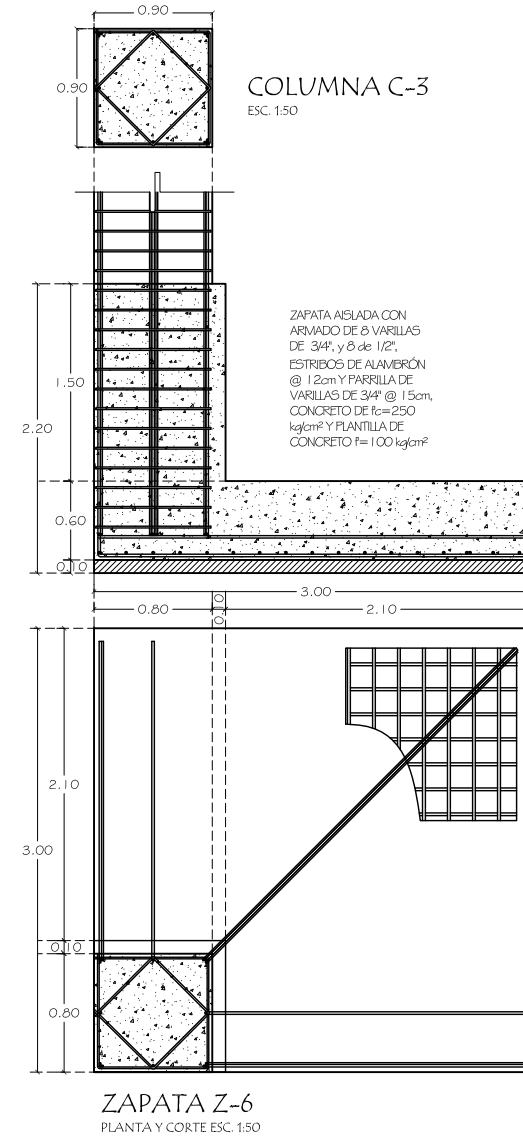 0.90
0.90
COLUMNA C-3
ESC. 1:50
ZAPATA AISLADA CON
ARMADO DE 8 VARILLAS
DE 3/4", y 8 de 1/2",
ESTRIBOS DE ALAMBRÓN
@ 12cm Y PARRILLA DE
VARILLAS DE 3/4" @ 15cm,
CONCRETO DE f'c=250
kg/cm² Y PLANTILLA DE
CONCRETO f'=100 kg/cm²
1.50
2.20
0.60
0.10
3.00
0.80
0.10
2.10
2.10
3.00
0.10
0.80
ZAPATA Z-6
PLANTA Y CORTE ESC. 1:50